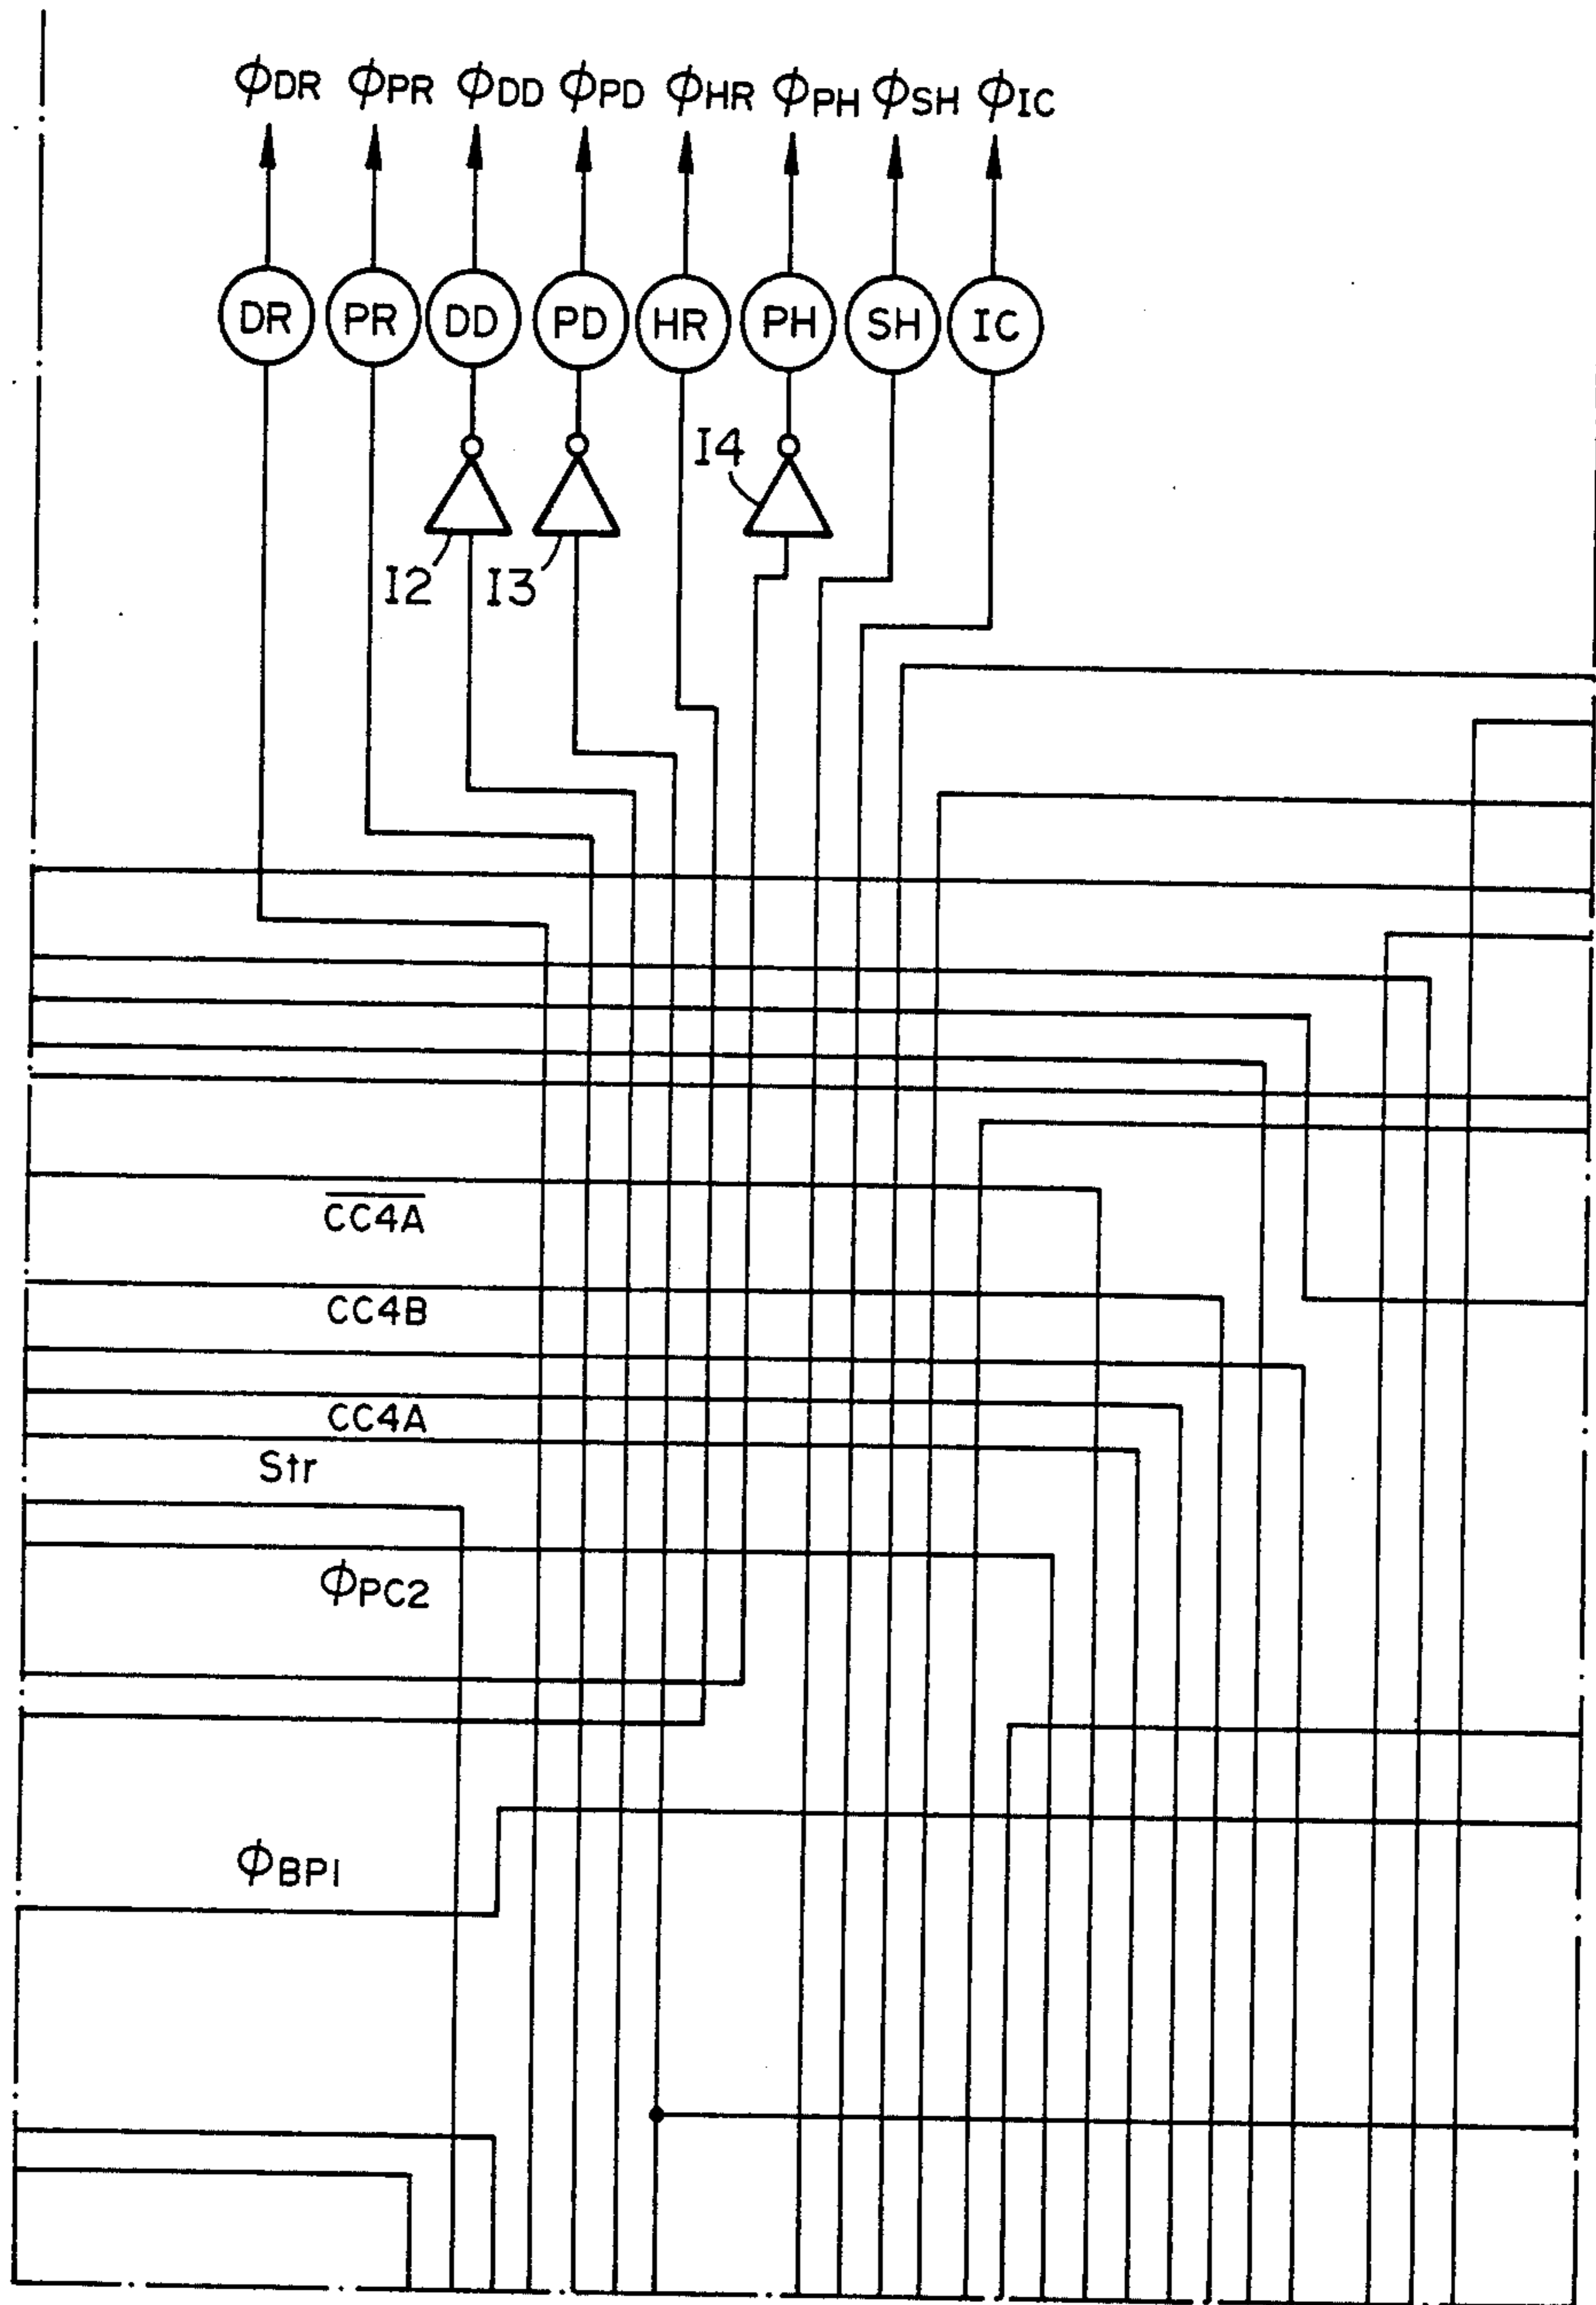 ϕDR ϕPR ϕDD ϕPD ϕHR ϕPH ϕSH ϕIC
DR PR DD PD HR PH SH IC
I4
I2 I3
C̅C̅4̅A̅
CC4B
CC4A
Str
ϕPC2
ϕBP1